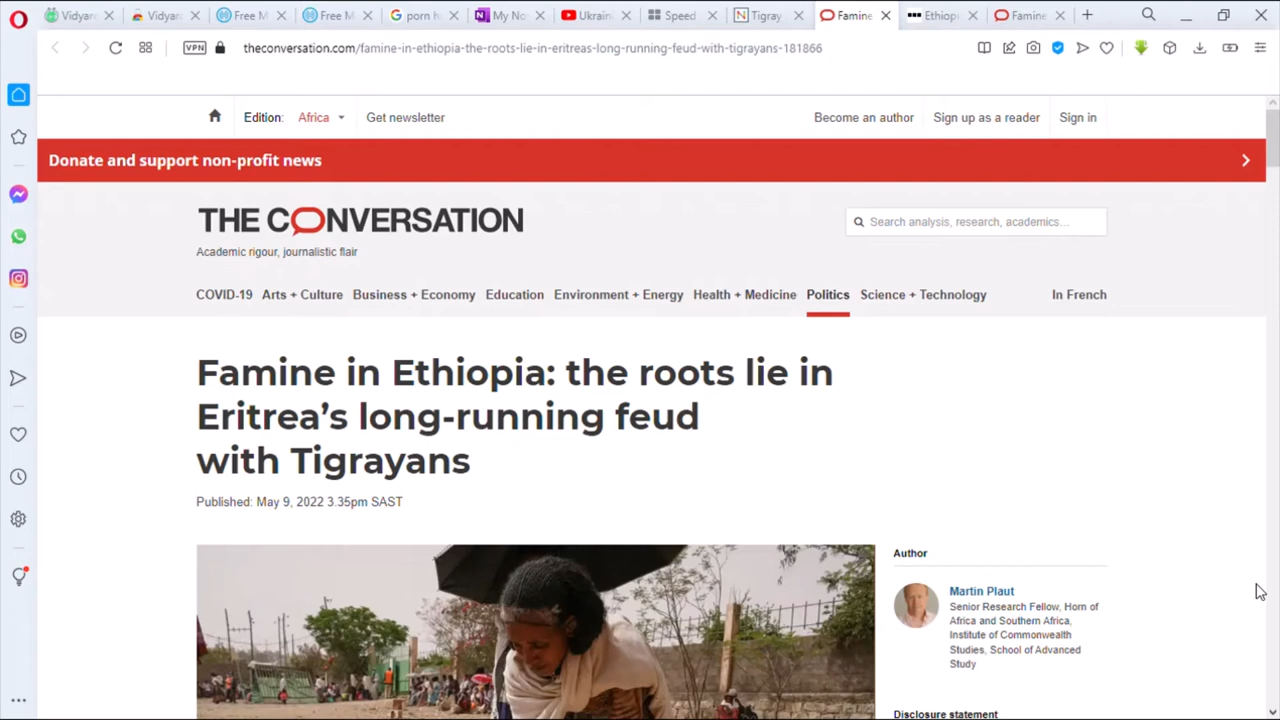 Vidyar
Vidyar
Free M
Free M
porn h
My No
Ukrain
Speed
Tigray
Famine
Ethiop
Famine
VPN
theconversation.com/famine-in-ethiopia-the-roots-lie-in-eritreas-long-running-feud-with-tigrayans-181866
Edition: Africa Get newsletter Become an author Sign up as a reader Sign in
Donate and support non-profit news
THE CONVERSATION
Search analysis, research, academics...
Academic rigour, journalistic flair
COVID-19 Arts + Culture Business + Economy Education Environment + Energy Health + Medicine Politics Science + Technology In French
Famine in Ethiopia: the roots lie in
Eritrea’s long-running feud
with Tigrayans
Published: May 9, 2022 3.35pm SAST
Author
Martin Plaut
Senior Research Fellow, Horn of
Africa and Southern Africa,
Institute of Commonwealth
Studies, School of Advanced
Study
Disclosure statement